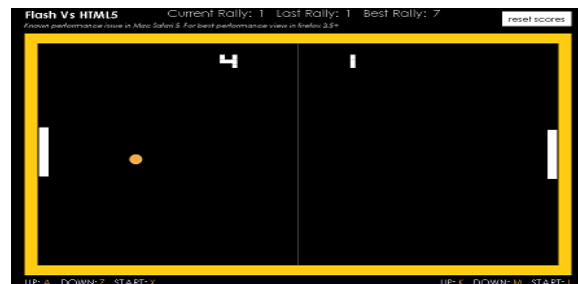 Flash Vs HTML5 Current Rally: 1 Last Rally: 1 Best Rally: 7 reset scores
Known performance issue in Mac Safari 5. For best performance view in firefox 3.5+
4 1
UP: A DOWN: Z START: X UP: K DOWN: M START: